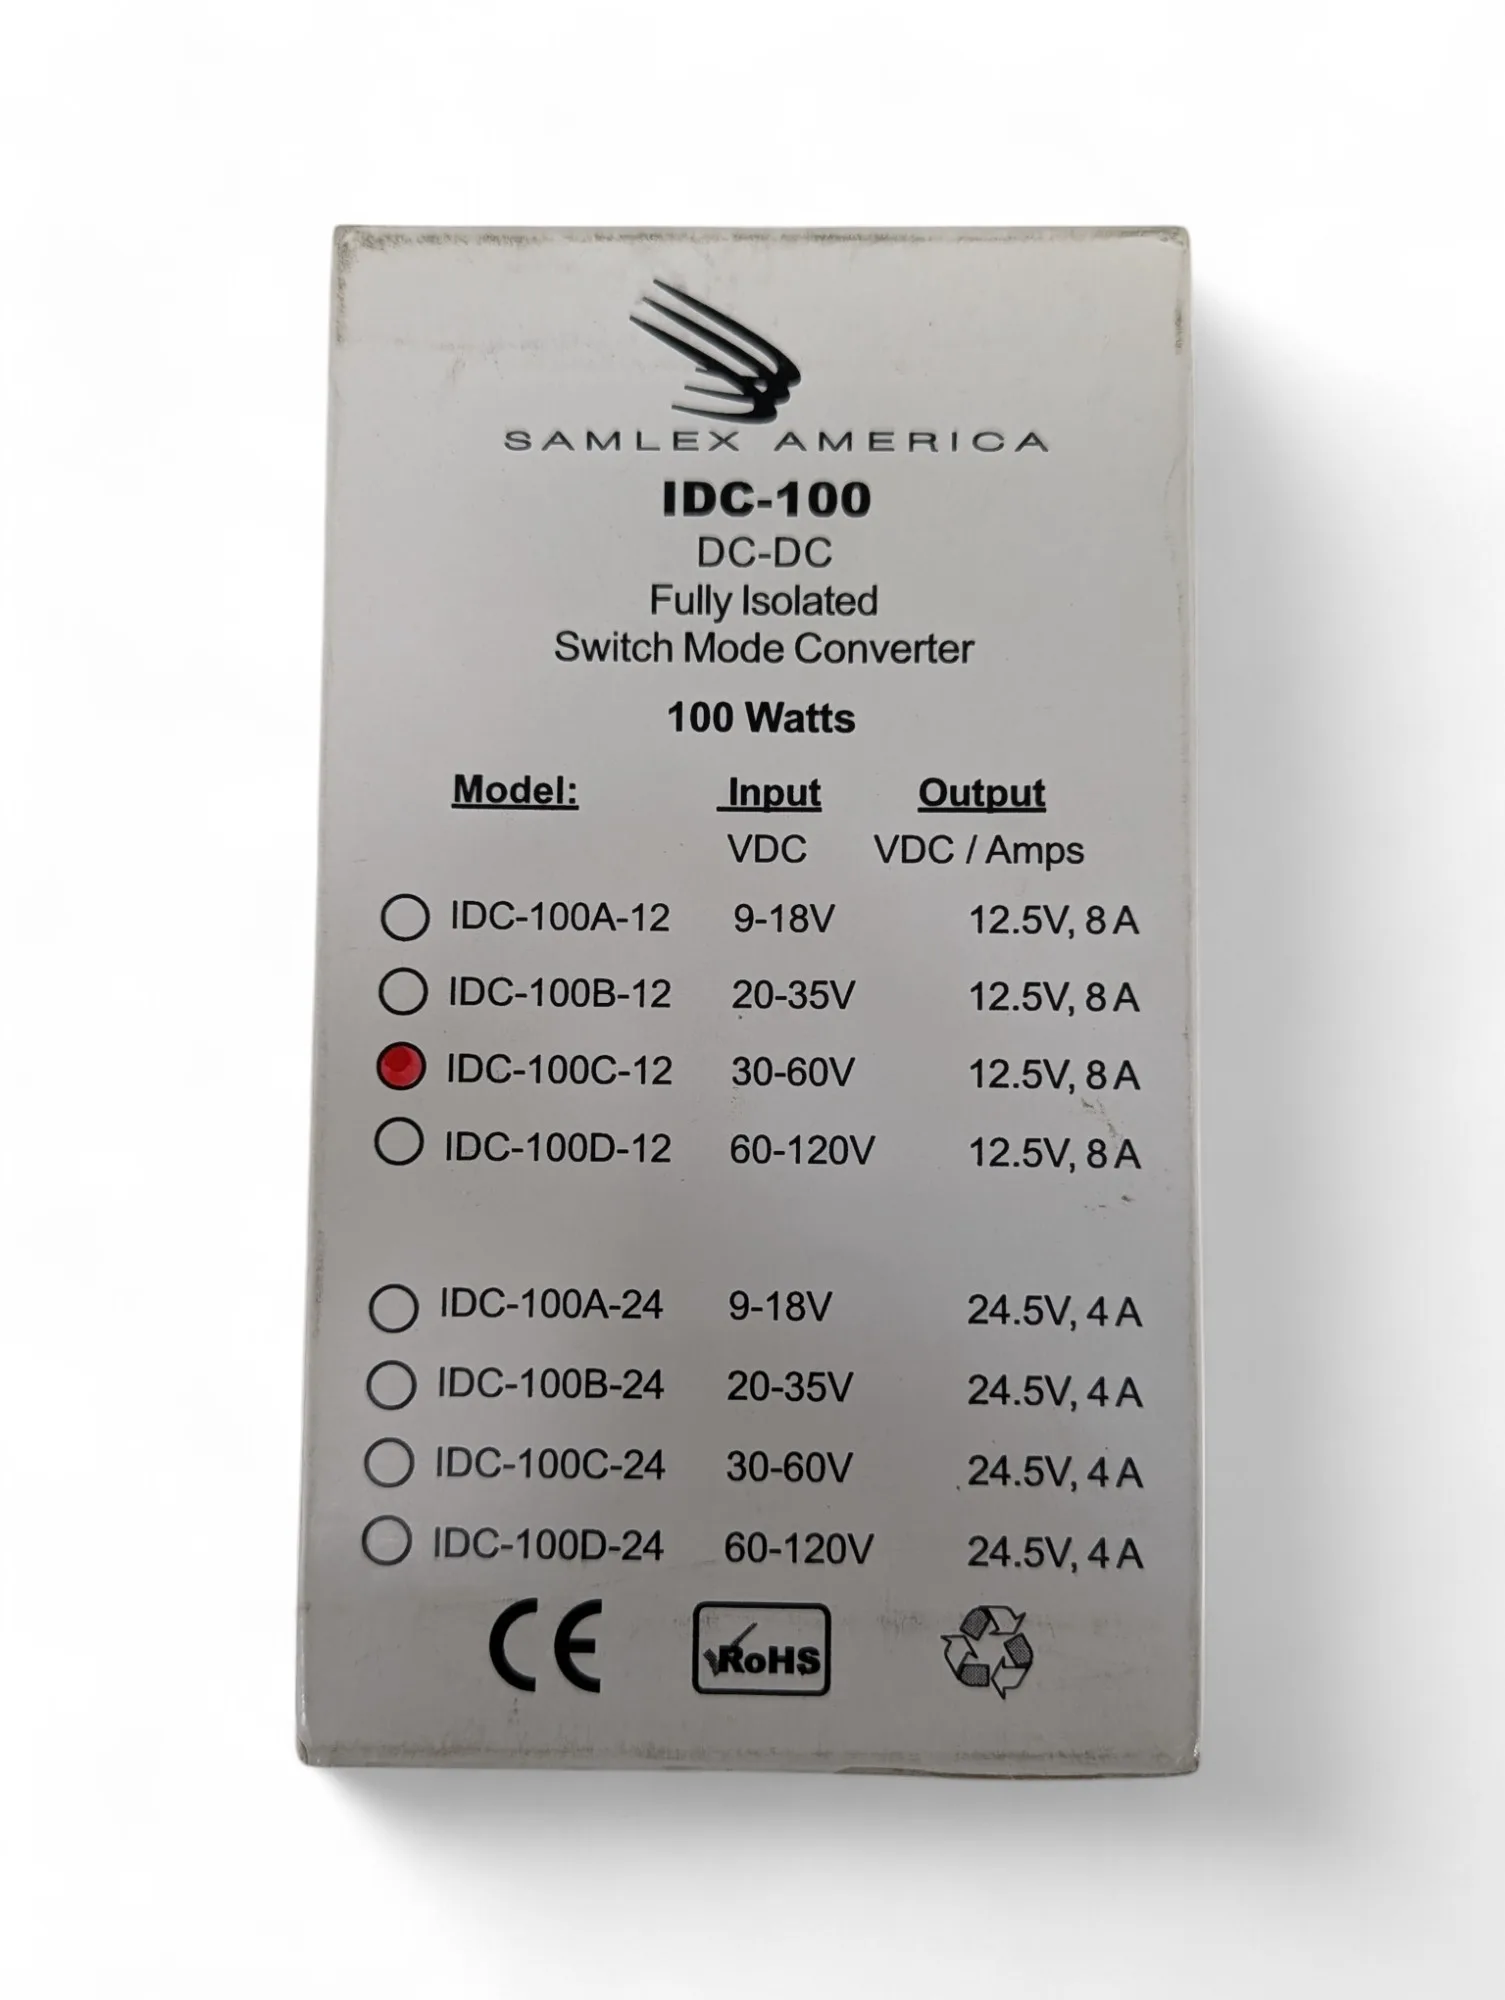 SAMLEX AMERICA
IDC-100
DC-DC
Fully Isolated
Switch Mode Converter
100 Watts
Model: Input Output
VDC VDC / Amps
IDC-100A-12 9-18V 12.5V, 8 A
IDC-100B-12 20-35V 12.5V, 8 A
IDC-100C-12 30-60V 12.5V, 8 A
IDC-100D-12 60-120V 12.5V, 8 A
IDC-100A-24 9-18V 24.5V, 4 A
IDC-100B-24 20-35V 24.5V, 4 A
IDC-100C-24 30-60V 24.5V, 4 A
IDC-100D-24 60-120V 24.5V, 4 A
CE RoHS